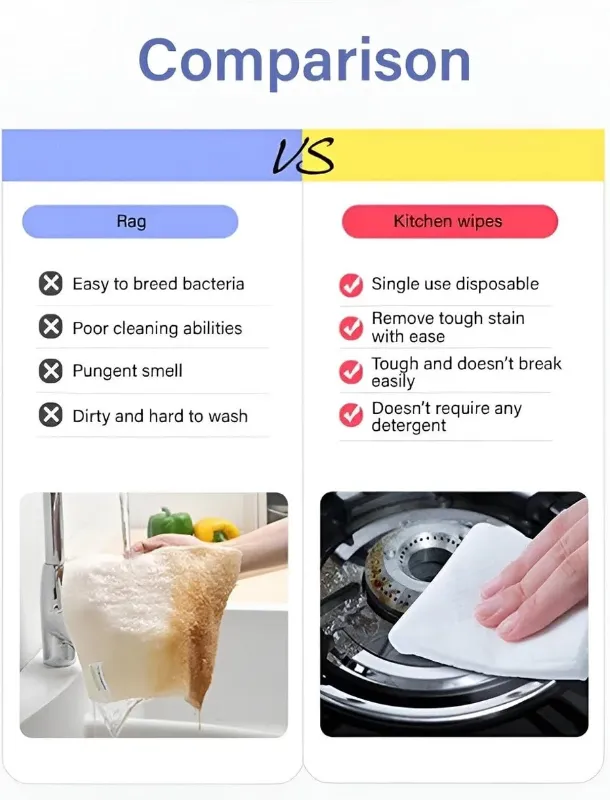 Comparison
VS
Rag
Easy to breed bacteria
Poor cleaning abilities
Pungent smell
Dirty and hard to wash
Kitchen wipes
Single use disposable
Remove tough stain
with ease
Tough and doesn't break
easily
Doesn't require any
detergent